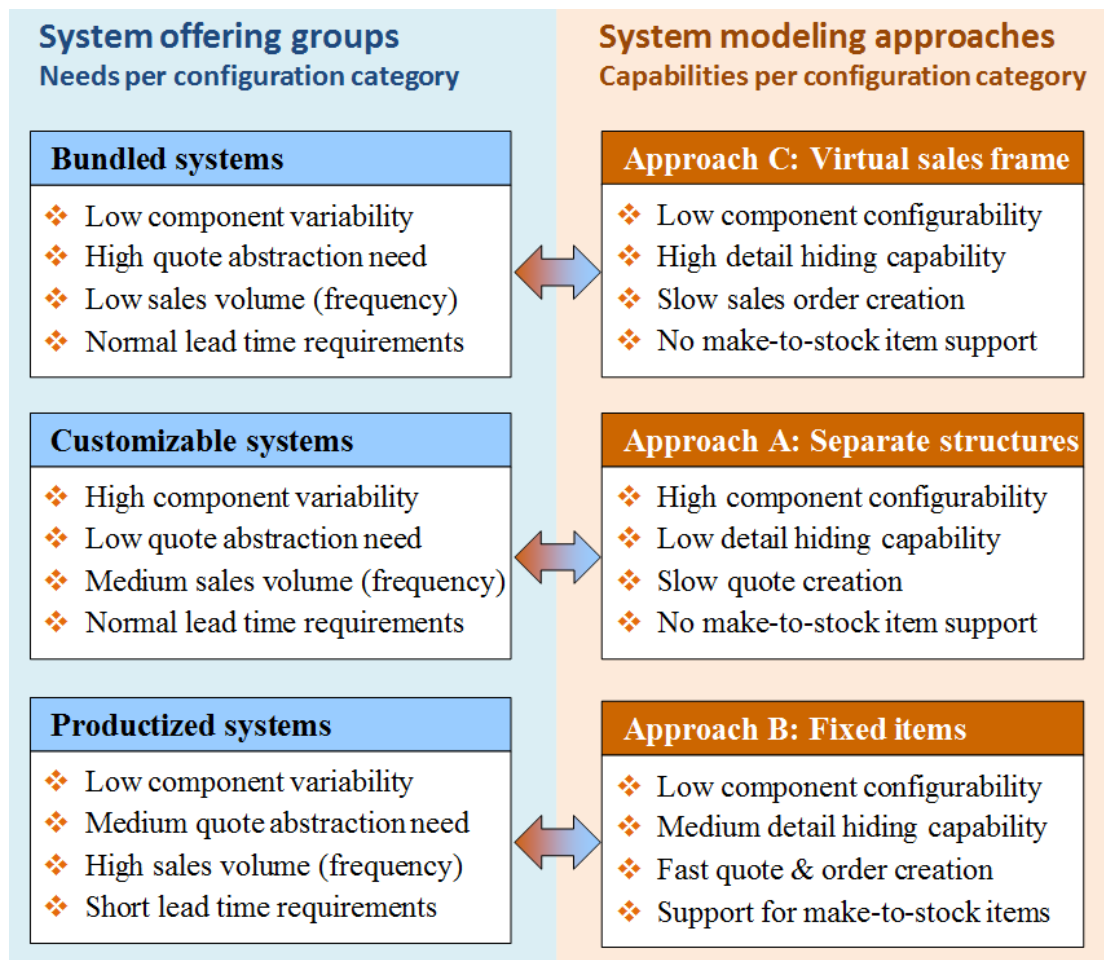 System offering groups
Needs per configuration category
System modeling approaches
Capabilities per configuration category
Bundled systems
Low component variability
High quote abstraction need
Low sales volume (frequency)
Normal lead time requirements
Approach C: Virtual sales frame
Low component configurability
High detail hiding capability
Slow sales order creation
No make-to-stock item support
Customizable systems
High component variability
Low quote abstraction need
Medium sales volume (frequency)
Normal lead time requirements
Approach A: Separate structures
High component configurability
Low detail hiding capability
Slow quote creation
No make-to-stock item support
Productized systems
Low component variability
Medium quote abstraction need
High sales volume (frequency)
Short lead time requirements
Approach B: Fixed items
Low component configurability
Medium detail hiding capability
Fast quote & order creation
Support for make-to-stock items